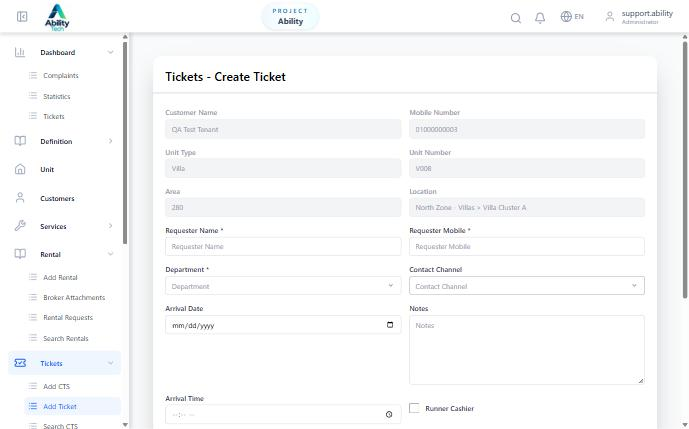 Ability
Tech
PROJECT
Ability
EN
support.ability
Administrator
Dashboard
Complaints
Statistics
Tickets
Definition
Unit
Customers
Services
Rental
Add Rental
Broker Attachments
Rental Requests
Search Rentals
Tickets
Add CTS
Add Ticket
Search CTS
Tickets - Create Ticket
Customer Name
QA Test Tenant
Mobile Number
01000000003
Unit Type
Villa
Unit Number
V008
Area
280
Location
North Zone - Villas > Villa Cluster A
Requester Name *
Requester Name
Requester Mobile *
Requester Mobile
Department *
Department
Contact Channel
Contact Channel
Arrival Date
mm/dd/yyyy
Notes
Notes
Arrival Time
--:-- --
Runner Cashier